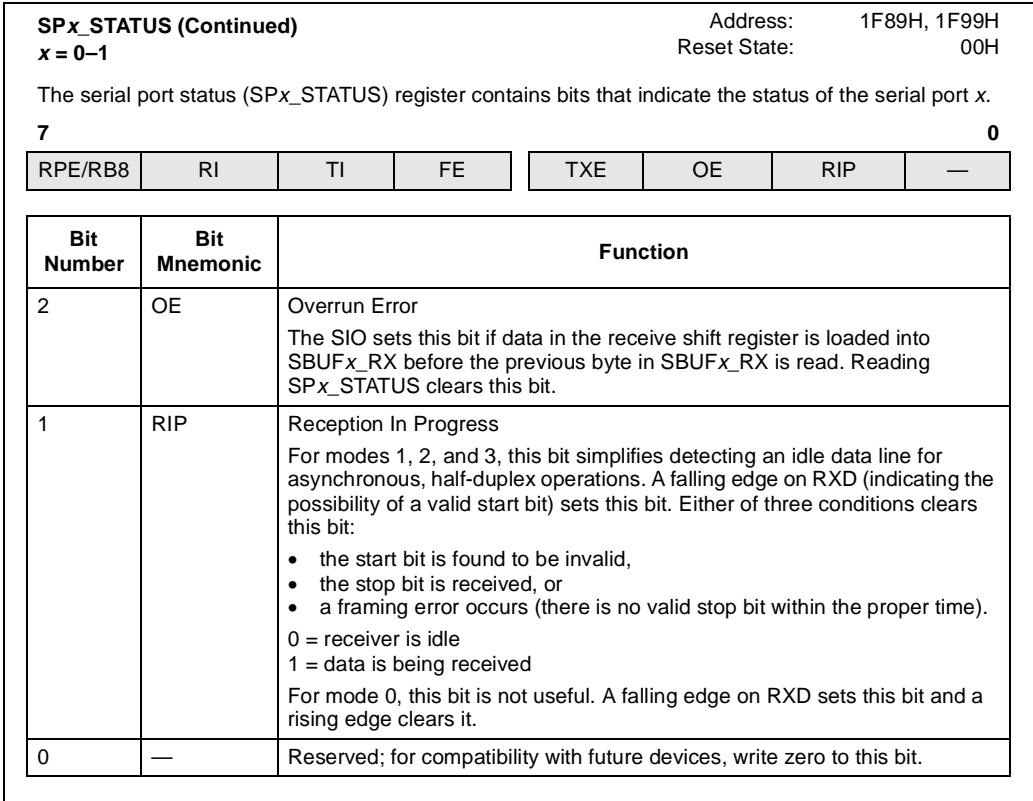 SPx_STATUS (Continued)
x = 0–1
Address: 1F89H, 1F99H
Reset State: 00H
The serial port status (SPx_STATUS) register contains bits that indicate the status of the serial port x.
7 0
RPE/RB8 RI TI FE TXE OE RIP —
Bit Number Bit Mnemonic Function
2 OE Overrun Error
The SIO sets this bit if data in the receive shift register is loaded into
SBUFx_RX before the previous byte in SBUFx_RX is read. Reading
SPx_STATUS clears this bit.
1 RIP Reception In Progress
For modes 1, 2, and 3, this bit simplifies detecting an idle data line for
asynchronous, half-duplex operations. A falling edge on RXD (indicating the
possibility of a valid start bit) sets this bit. Either of three conditions clears
this bit:
• the start bit is found to be invalid,
• the stop bit is received, or
• a framing error occurs (there is no valid stop bit within the proper time).
0 = receiver is idle
1 = data is being received
For mode 0, this bit is not useful. A falling edge on RXD sets this bit and a
rising edge clears it.
0 — Reserved; for compatibility with future devices, write zero to this bit.